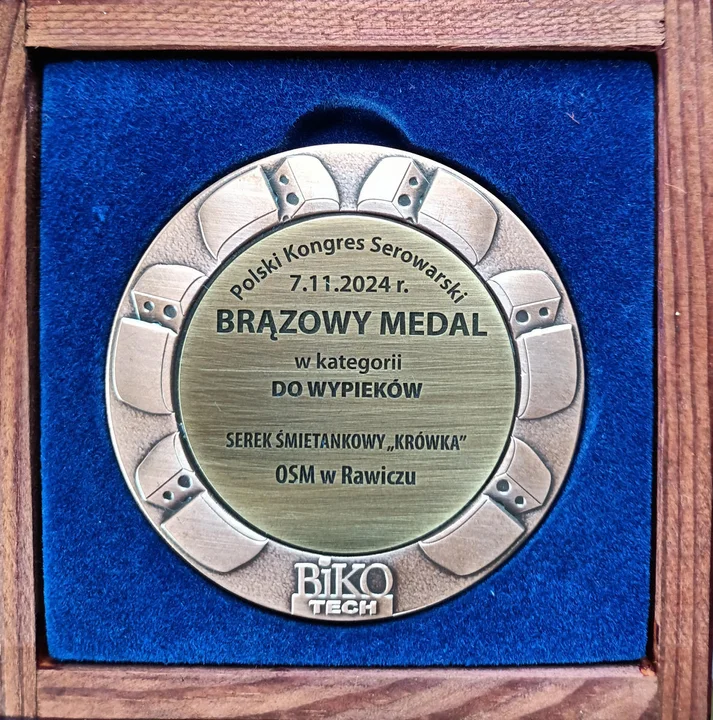 Polski Kongres Serowarski
7.11.2024 r.
BRĄZOWY MEDAL
w kategorii
DO WYPIEKÓW
SEREK ŚMIETANKOWY „KRÓWKA”
OSM w Rawiczu
BiKO
TECH